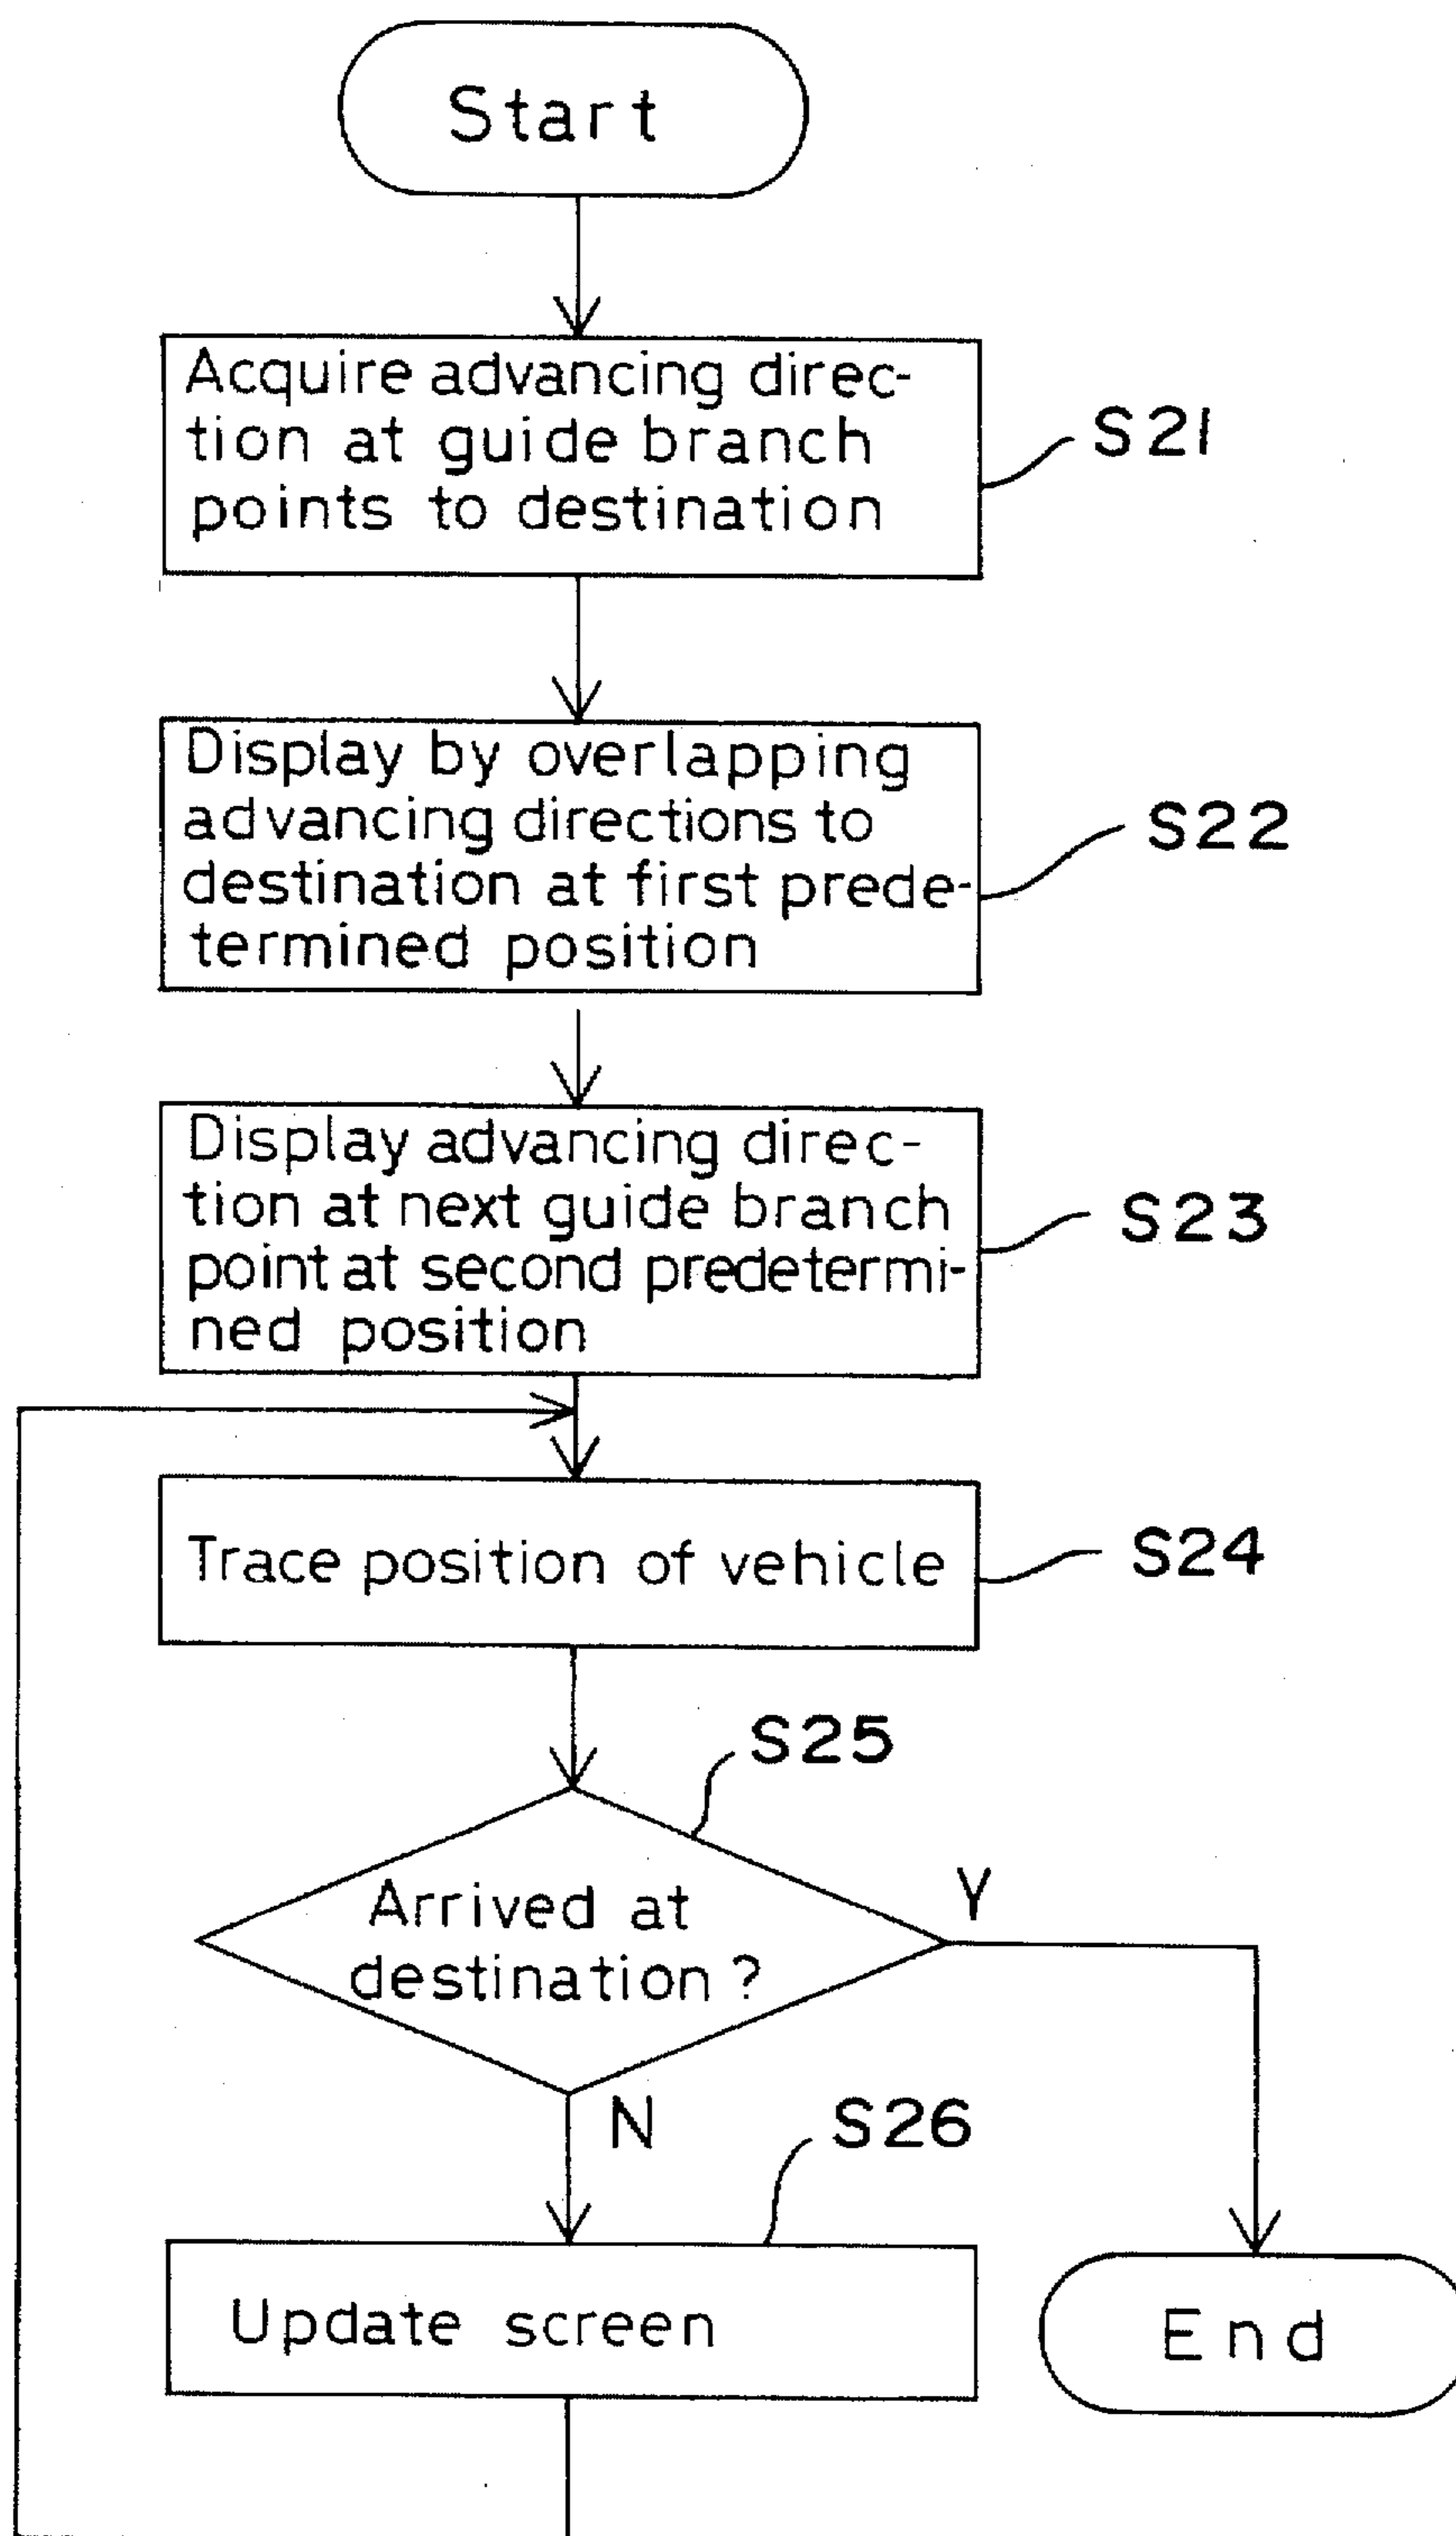 Start
Acquire advancing direc-
tion at guide branch
points to destination
S21
Display by overlapping
advancing directions to
destination at first prede-
termined position
S22
Display advancing direc-
tion at next guide branch
point at second predetermi-
ned position
S23
Trace position of vehicle
S24
S25
Arrived at
destination ?
Y
N
S26
Update screen
End